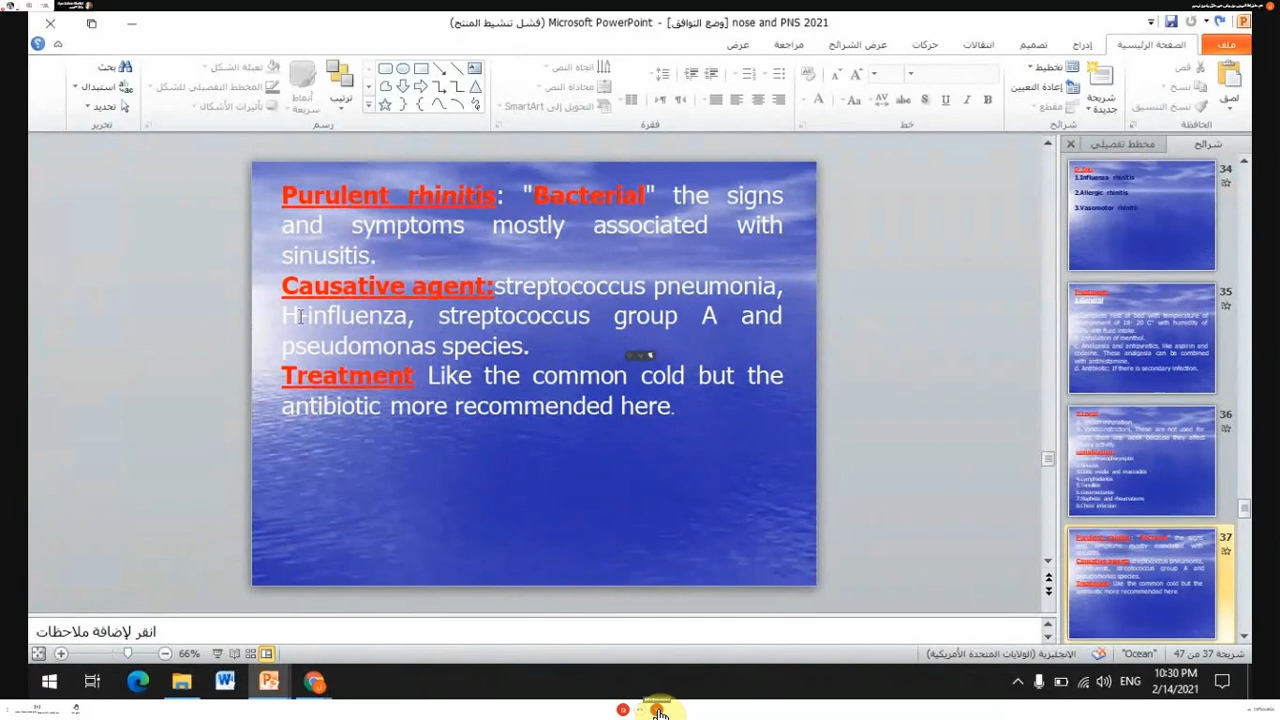 nose and PNS 2021 [وضع التوافق] - Microsoft PowerPoint (فشل تنشيط المنتج)
ملف
الصفحة الرئيسية
إدراج
تصميم
انتقالات
حركات
عرض الشرائح
مراجعة
عرض
لصق
قص
نسخ
نسخ التنسيق
الحافظة
شريحة جديدة
تخطيط
إعادة التعيين
مقطع
شرائح
خط
اتجاه النص
محاذاة النص
التحويل إلى SmartArt
فقرة
ترتيب
أنماط سريعة
تعبئة الشكل
المخطط التفصيلي للشكل
تأثيرات الأشكال
رسم
بحث
استبدال
تحديد
تحرير
شرائح
مخطط تفصيلي
Purulent rhinitis: "Bacterial" the signs
and symptoms mostly associated with
sinusitis.
Causative agent:streptococcus pneumonia,
streptococcus group A and
pseudomonas species.
Treatment Like the common cold but the
antibiotic more recommended here.
34
1.Influenza rhinitis
2.Allergic rhinitis
3.Vasomotor rhinitis
35
36
37
انقر لإضافة ملاحظات
شريحة 37 من 47
"Ocean"
الإنجليزية (الولايات المتحدة الأمريكية)
66%
ENG
10:30 PM
2/14/2021